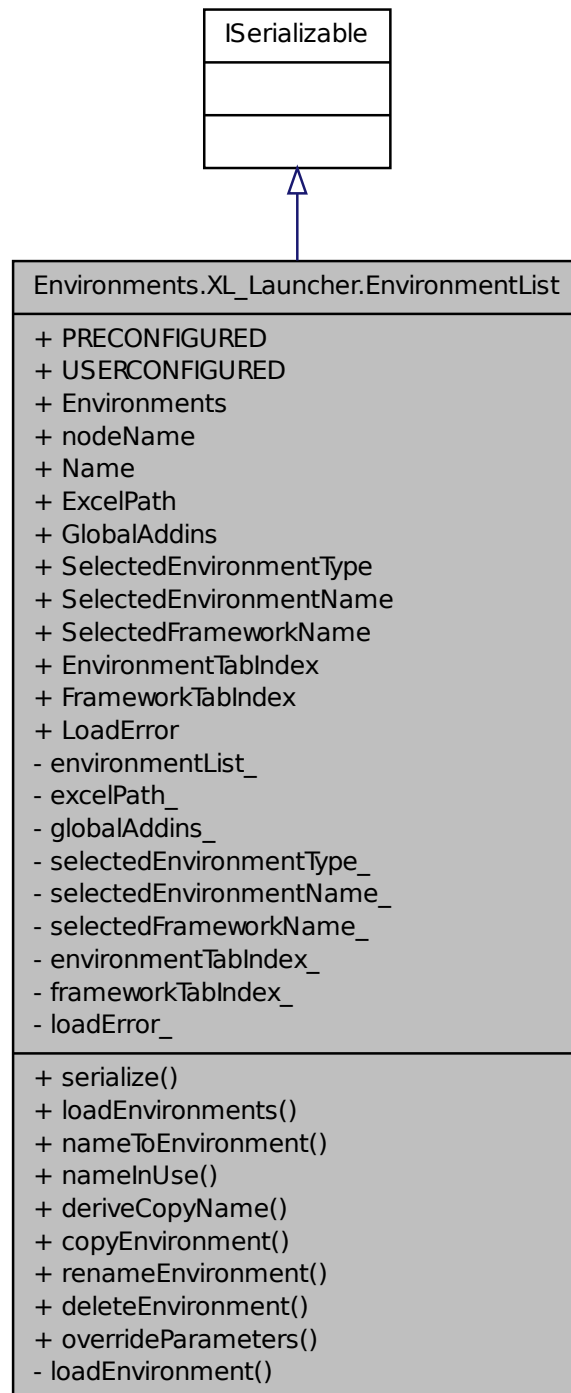 ISerializable
Environments.XL_Launcher.EnvironmentList
+ PRECONFIGURED
+ USERCONFIGURED
+ Environments
+ nodeName
+ Name
+ ExcelPath
+ GlobalAddins
+ SelectedEnvironmentType
+ SelectedEnvironmentName
+ SelectedFrameworkName
+ EnvironmentTabIndex
+ FrameworkTabIndex
+ LoadError
- environmentList_
- excelPath_
- globalAddins_
- selectedEnvironmentType_
- selectedEnvironmentName_
- selectedFrameworkName_
- environmentTabIndex_
- frameworkTabIndex_
- loadError_
+ serialize()
+ loadEnvironments()
+ nameToEnvironment()
+ nameInUse()
+ deriveCopyName()
+ copyEnvironment()
+ renameEnvironment()
+ deleteEnvironment()
+ overrideParameters()
- loadEnvironment()